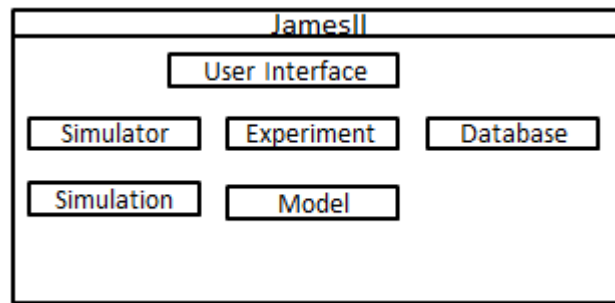 JamesII
User Interface
Simulator Experiment Database
Simulation Model